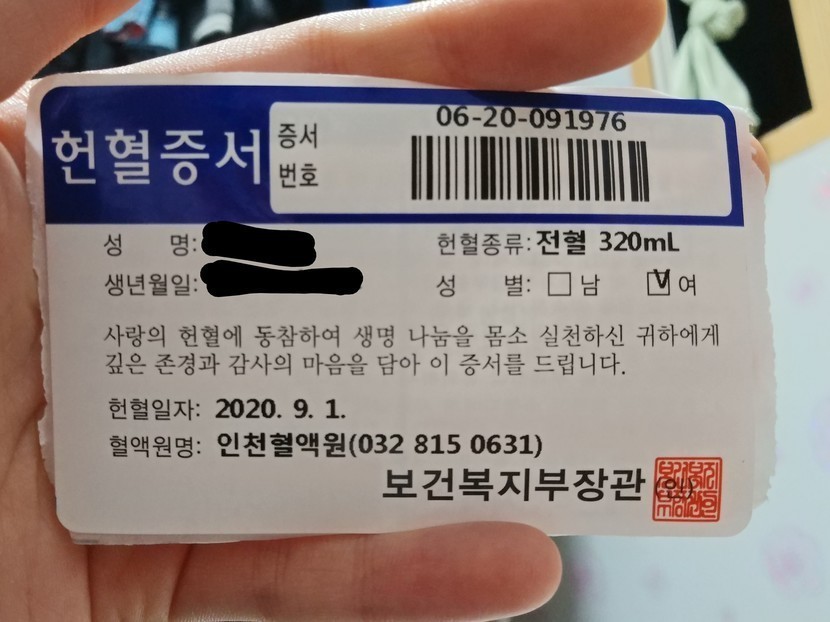 헌혈증서
증서
번호
06-20-091976
성 명:
헌혈종류: 전혈 320mL
생년월일:
성 별: 남 여
사랑의 헌혈에 동참하여 생명 나눔을 몸소 실천하신 귀하에게
깊은 존경과 감사의 마음을 담아 이 증서를 드립니다.
헌혈일자: 2020. 9. 1.
혈액원명: 인천혈액원(032 815 0631)
보건복지부장관 (인)